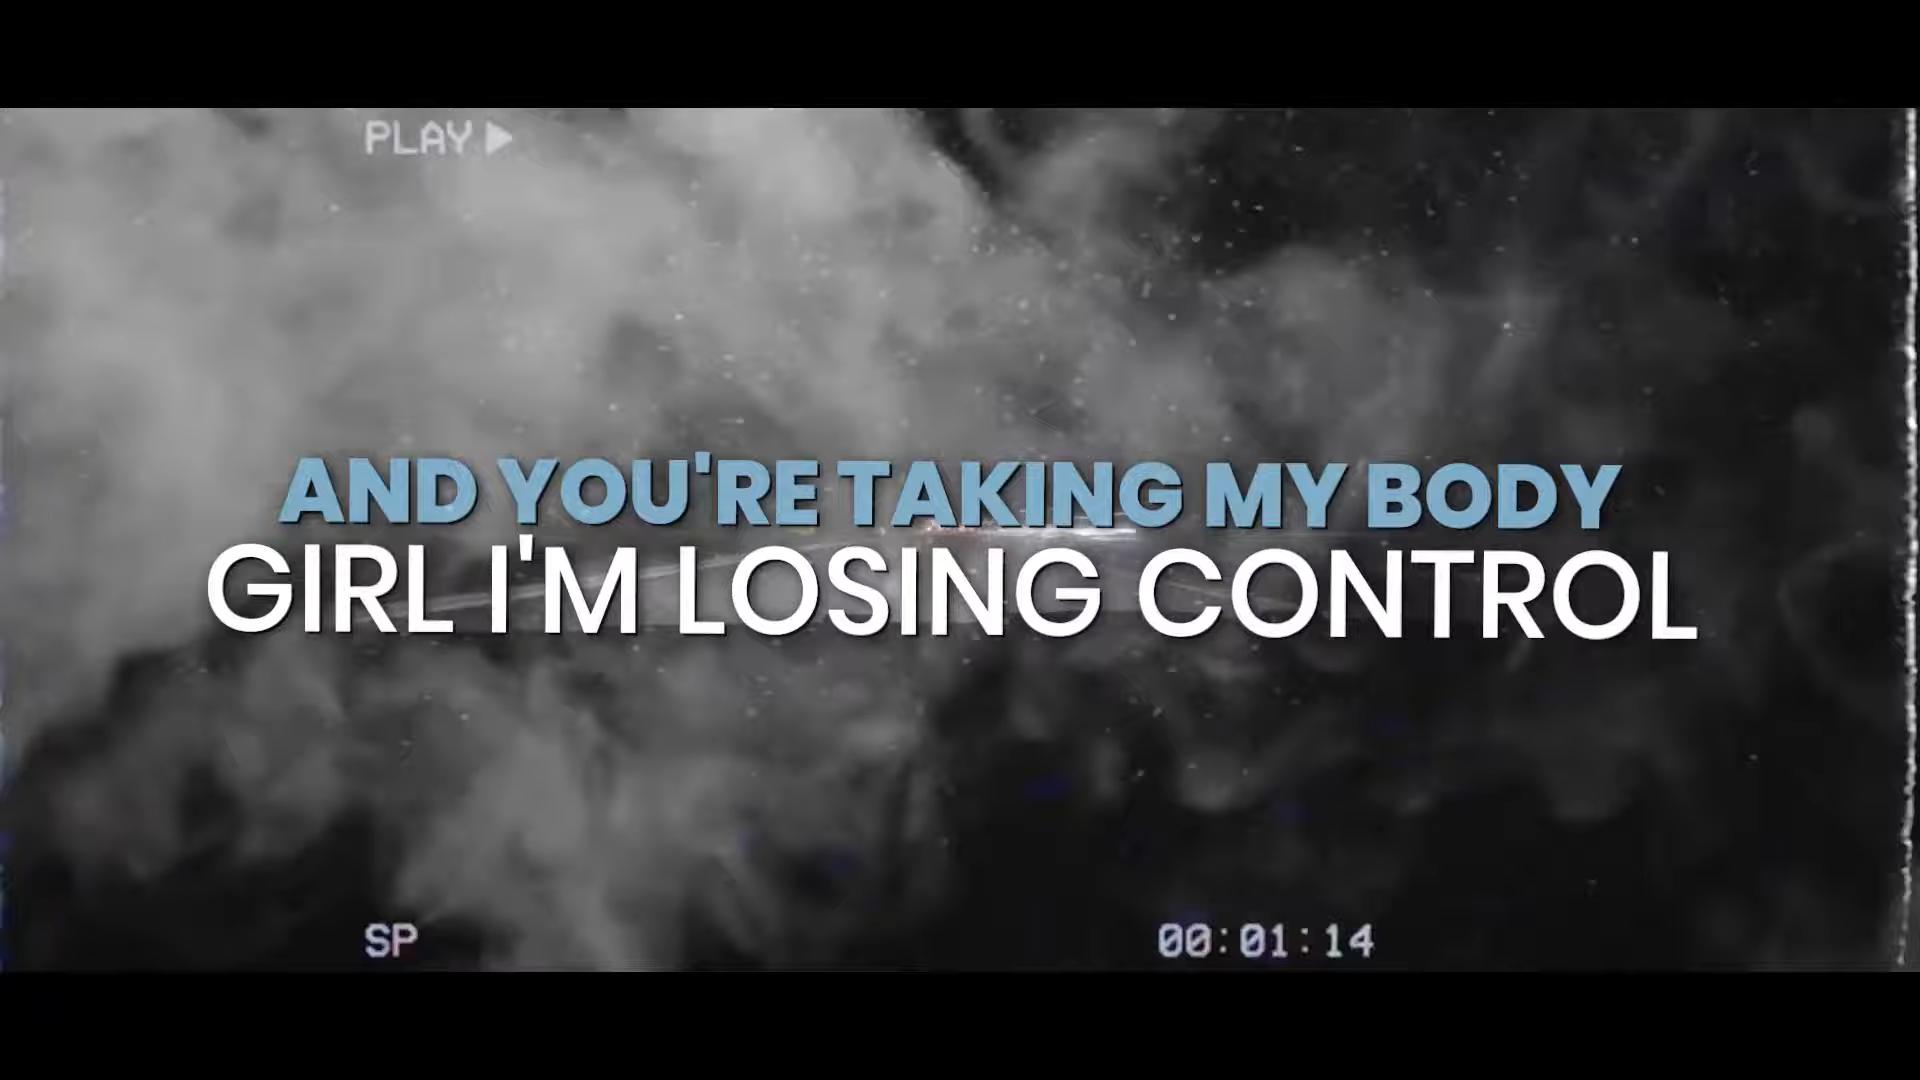 PLAY
AND YOU'RE TAKING MY BODY
GIRL I'M LOSING CONTROL
SP
00:01:14